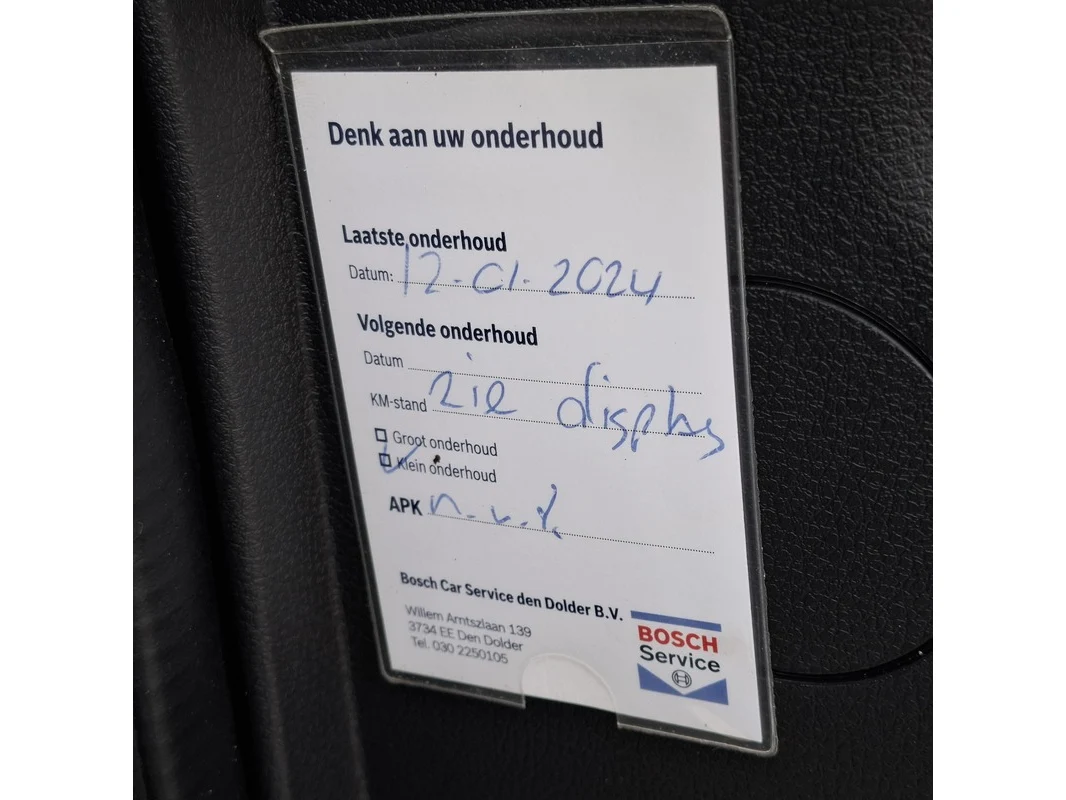 Denk aan uw onderhoud
Laatste onderhoud
Datum: 12-01-2024
Volgende onderhoud
Datum
KM-stand zie display
Groot onderhoud
Klein onderhoud
APK n.v.t.
Bosch Car Service den Dolder B.V.
Willem Arntszlaan 139
3734 EE Den Dolder
Tel. 030 2250105
BOSCH
Service